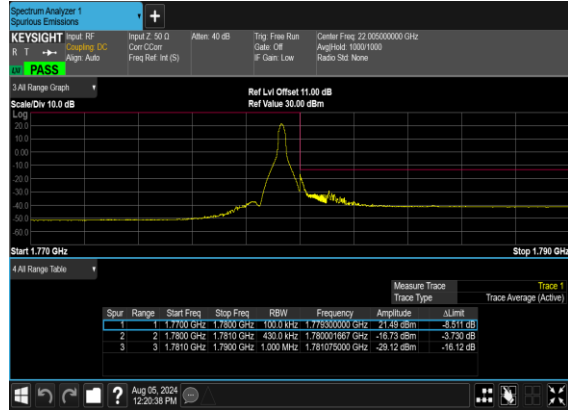 Spectrum Analyzer 1
Spurious Emissions
+
KEYSIGHT Input: RF Input Z: 50 Ω Atten: 40 dB Trig: Free Run Center Freq: 22.005000000 GHz
R T Coupling: DC Corr CCorr Gate: Off Avg|Hold: 1000/1000
Align: Auto Freq Ref: Int (S) IF Gain: Low Radio Std: None
PASS
3 All Range Graph
Ref Lvl Offset 11.00 dB
Scale/Div 10.0 dB Ref Value 30.00 dBm
Log
20.0
10.0
0.00
-10.0
-20.0
-30.0
-40.0
-50.0
-60.0
Start 1.770 GHz Stop 1.790 GHz
4 All Range Table
Measure Trace Trace 1
Trace Type Trace Average (Active)
Spur Range Start Freq Stop Freq RBW Frequency Amplitude ΔLimit
1 1 1.7700 GHz 1.7800 GHz 100.0 kHz 1.779300000 GHz 21.49 dBm -8.511 dB
2 2 1.7800 GHz 1.7810 GHz 430.0 kHz 1.780001667 GHz -16.73 dBm -3.730 dB
3 3 1.7810 GHz 1.7900 GHz 1.000 MHz 1.781075000 GHz -29.12 dBm -16.12 dB
? Aug 05, 2024
12:20:38 PM